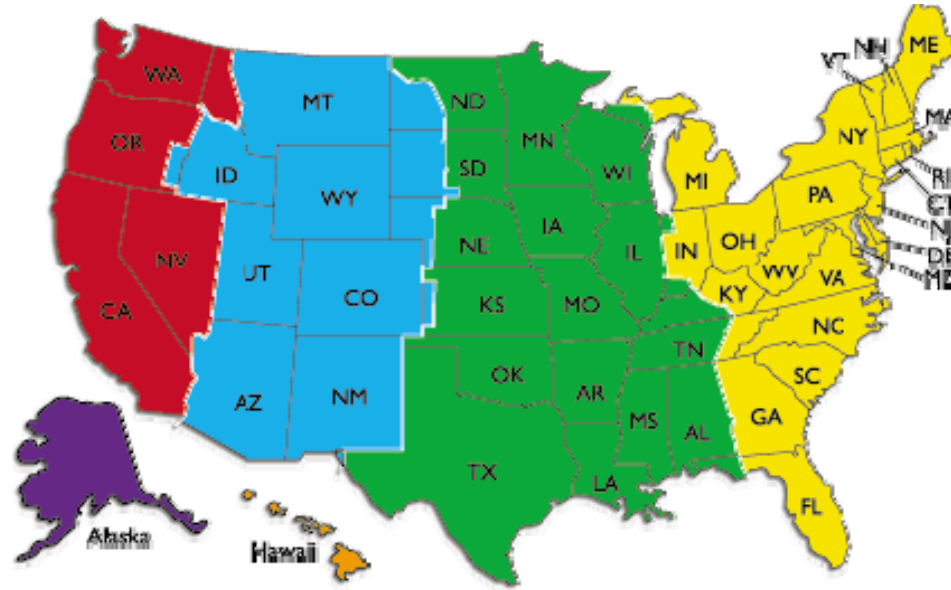 WA
MT
ND
MN
OR
ID
WY
SD
WI
MI
NY
VT
NH
ME
MA
RI
CT
NJ
DE
MD
PA
NV
UT
CO
NE
IA
IL
IN
OH
WV
VA
CA
KS
MO
KY
NC
AZ
NM
OK
AR
TN
SC
TX
LA
MS
AL
GA
FL
Alaska
Hawaii